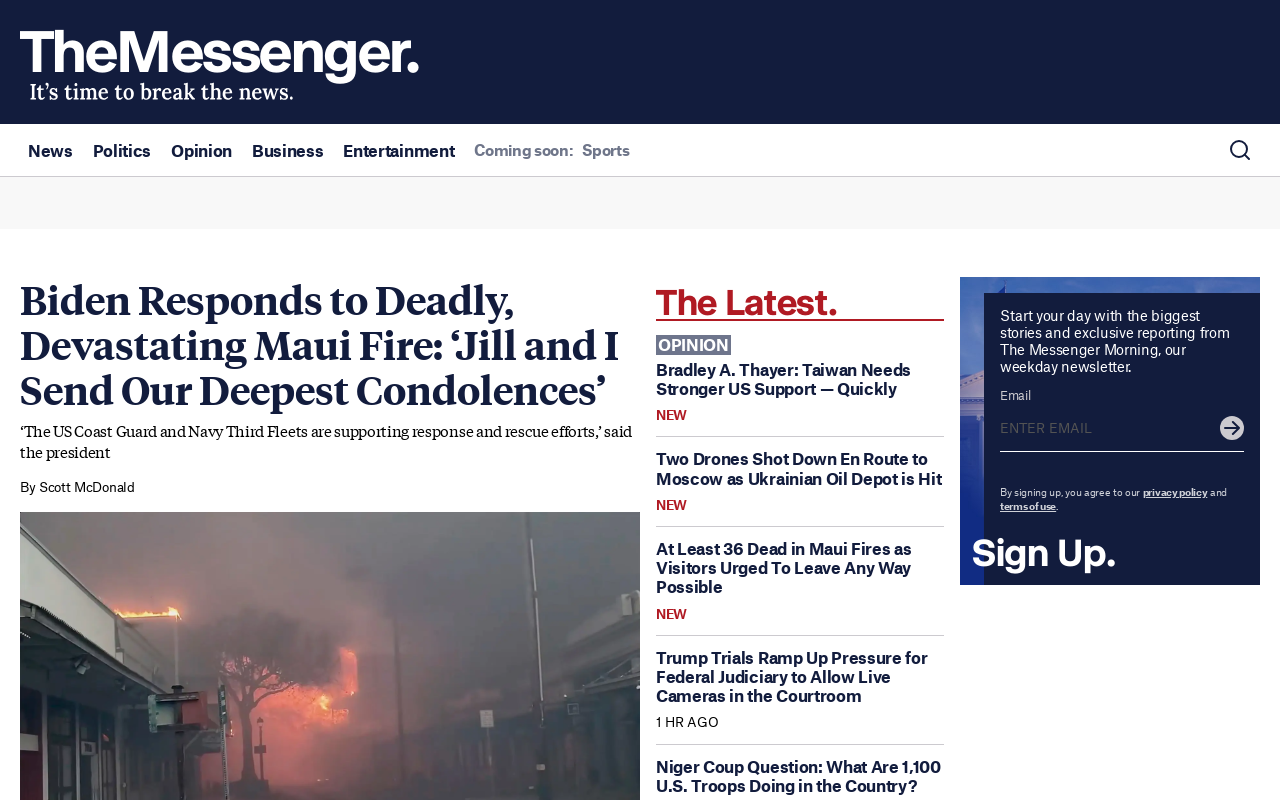 TheMessenger.
It's time to break the news.
News Politics Opinion Business Entertainment Coming soon: Sports
Biden Responds to Deadly,
Devastating Maui Fire: ‘Jill and I
Send Our Deepest Condolences’
‘The US Coast Guard and Navy Third Fleets are supporting response and rescue efforts,’ said
the president
By Scott McDonald
The Latest.
OPINION
Bradley A. Thayer: Taiwan Needs
Stronger US Support — Quickly
NEW
Two Drones Shot Down En Route to
Moscow as Ukrainian Oil Depot is Hit
NEW
At Least 36 Dead in Maui Fires as
Visitors Urged To Leave Any Way
Possible
NEW
Trump Trials Ramp Up Pressure for
Federal Judiciary to Allow Live
Cameras in the Courtroom
1 HR AGO
Niger Coup Question: What Are 1,100
U.S. Troops Doing in the Country?
Start your day with the biggest
stories and exclusive reporting from
The Messenger Morning, our
weekday newsletter.
Email
ENTER EMAIL
By signing up, you agree to our privacy policy and
terms of use.
Sign Up.